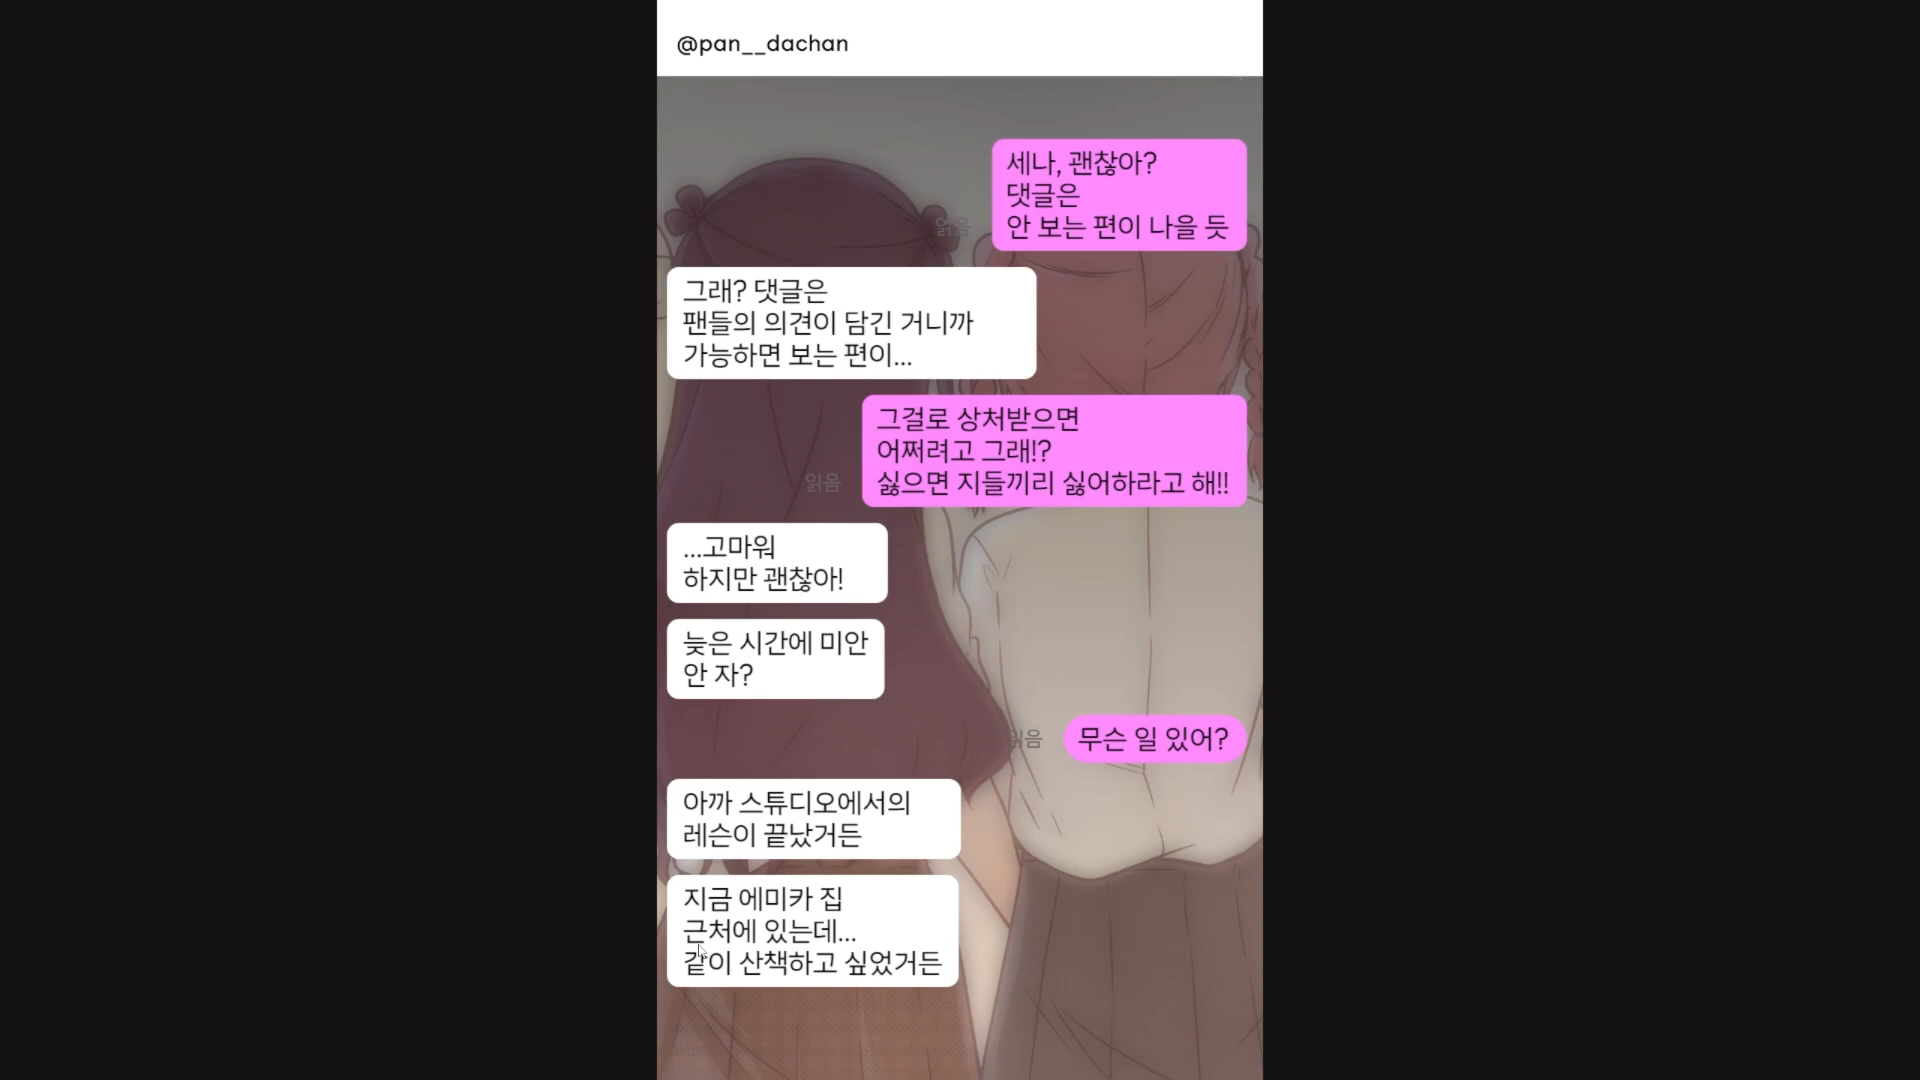 @pan__dachan
세나, 괜찮아?
댓글은
안 보는 편이 나을 듯
읽음
그래? 댓글은
팬들의 의견이 담긴 거니까
가능하면 보는 편이...
그걸로 상처받으면
어쩌려고 그래!?
싫으면 지들끼리 싫어하라고 해!!
읽음
...고마워
하지만 괜찮아!
늦은 시간에 미안
안 자?
무슨 일 있어?
읽음
아까 스튜디오에서의
레슨이 끝났거든
지금 에미카 집
근처에 있는데...
같이 산책하고 싶었거든